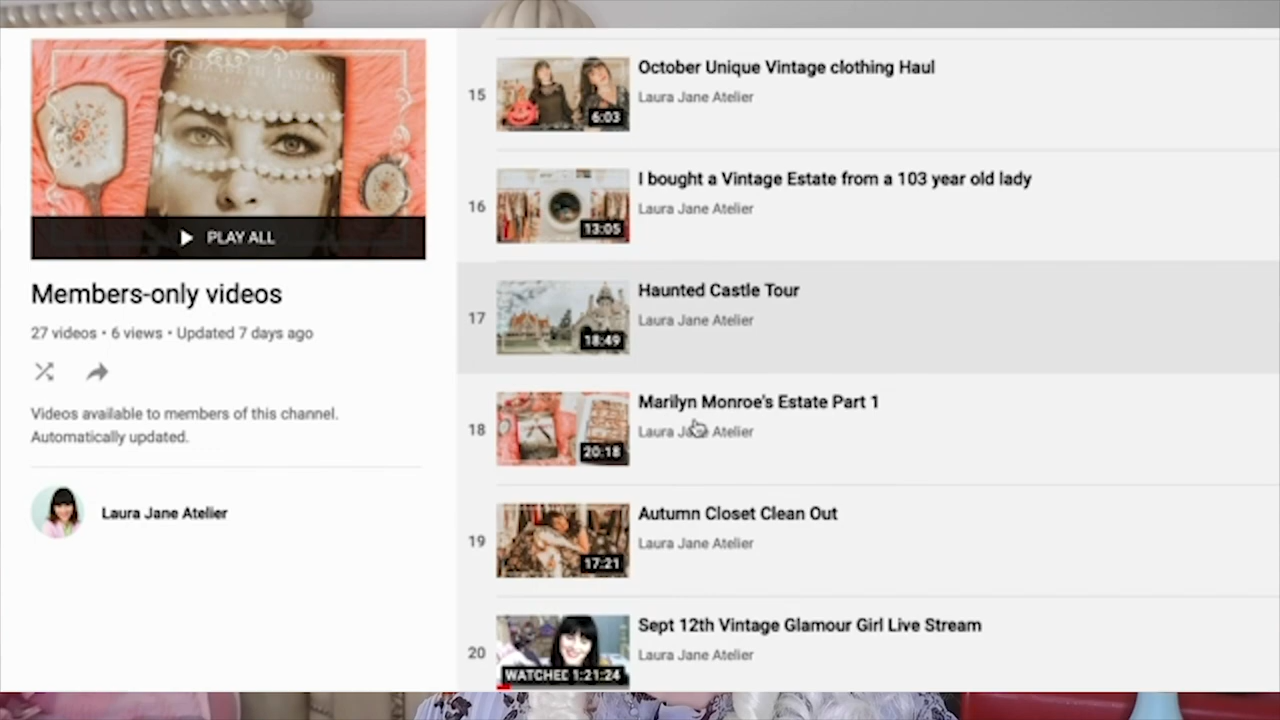 ELIZABETH TAYLOR
PLAY ALL
Members-only videos
27 videos • 6 views • Updated 7 days ago
Videos available to members of this channel.
Automatically updated.
Laura Jane Atelier
15
6:03
October Unique Vintage clothing Haul
Laura Jane Atelier
16
13:05
I bought a Vintage Estate from a 103 year old lady
Laura Jane Atelier
17
18:49
Haunted Castle Tour
Laura Jane Atelier
18
20:18
Marilyn Monroe's Estate Part 1
Laura Jane Atelier
19
17:21
Autumn Closet Clean Out
Laura Jane Atelier
20
WATCHED 1:21:24
Sept 12th Vintage Glamour Girl Live Stream
Laura Jane Atelier